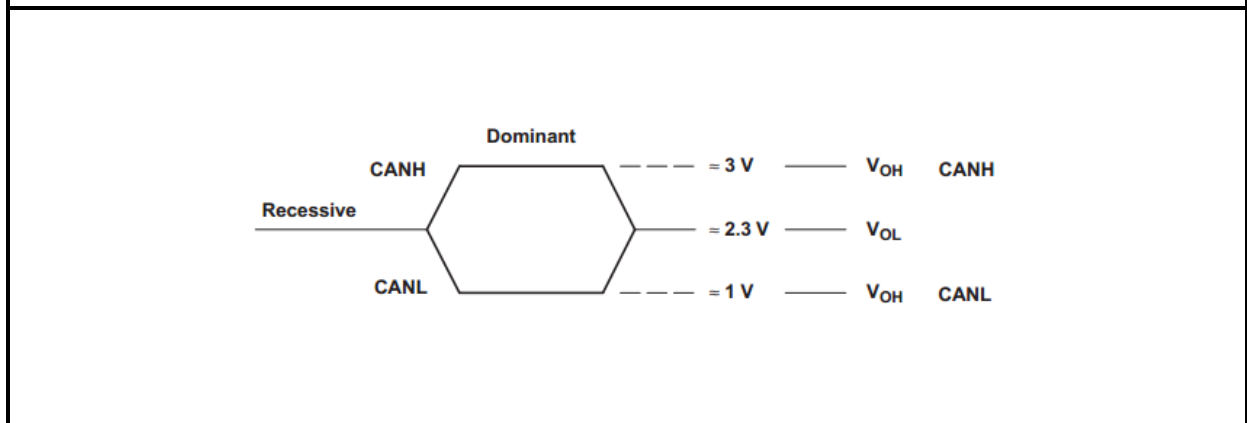 Dominant
CANH ≈ 3 V VOH CANH
Recessive ≈ 2.3 V VOL
CANL ≈ 1 V VOH CANL